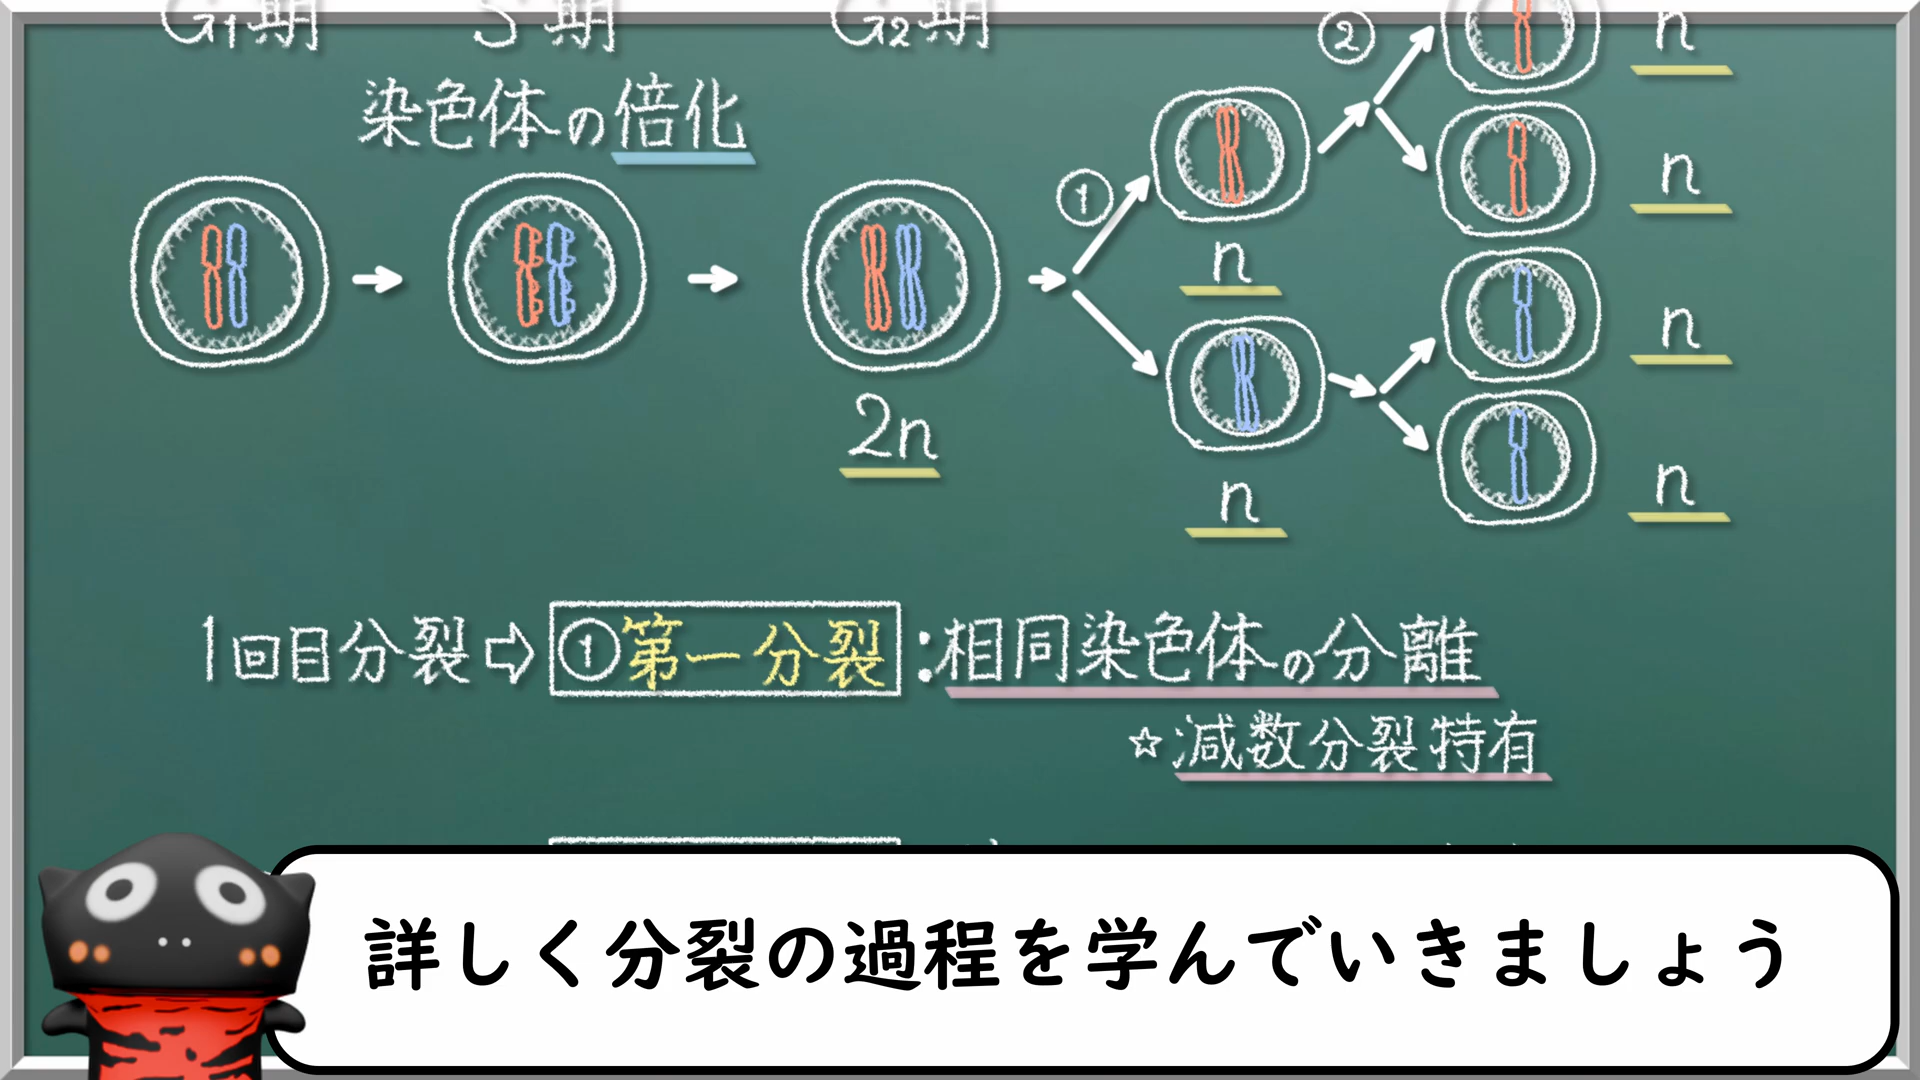 G1期 S期 G2期
染色体の倍化
②
n
①
n
n
n
2n
n
n
1回目分裂⇨①第一分裂:相同染色体の分離
☆減数分裂特有
詳しく分裂の過程を学んでいきましょう